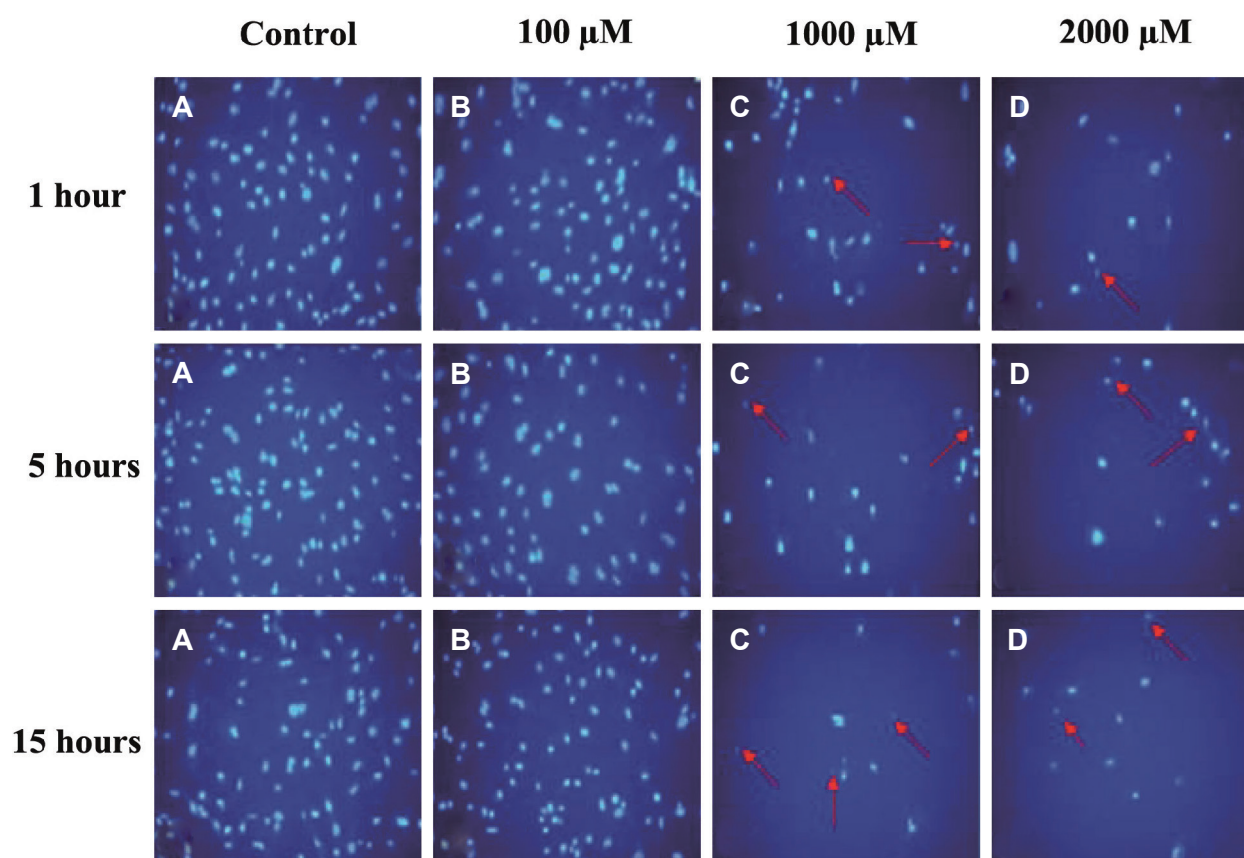 Control 100 μM 1000 μM 2000 μM
1 hour
A B C D
5 hours
A B C D
15 hours
A B C D